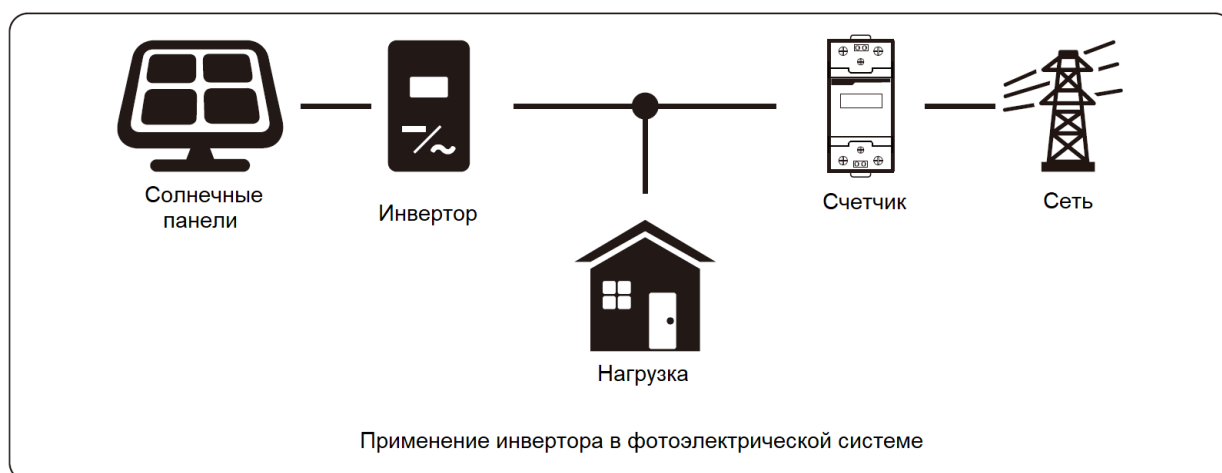 Солнечные
панели
Инвертор
Счетчик
Сеть
Нагрузка
Применение инвертора в фотоэлектрической системе